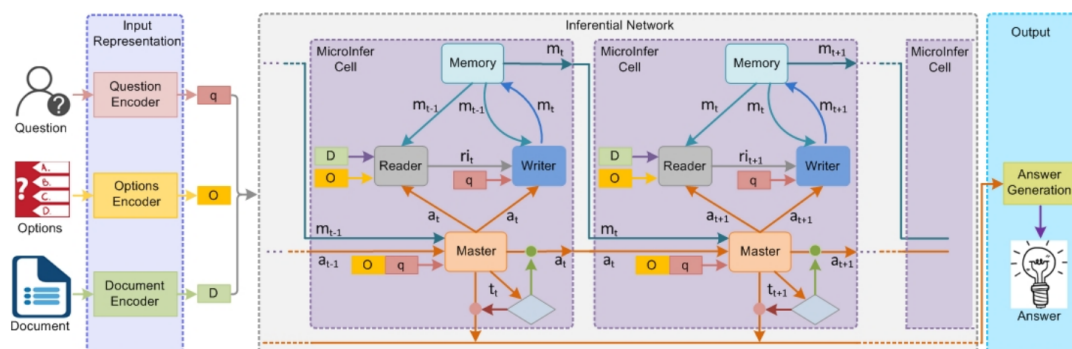 Input
Representation
Question
Encoder
q
Question
A.
B.
C.
D.
Options
Options
Encoder
O
Document
Document
Encoder
D
Inferential Network
MicroInfer
Cell
Memory
m_t
m_{t-1}
m_{t-1}
m_t
D
O
Reader
ri_t
q
Writer
a_t
a_t
m_{t-1}
a_{t-1}
Master
O
q
a_t
t_t
MicroInfer
Cell
Memory
m_{t+1}
m_t
m_t
m_{t+1}
D
O
Reader
ri_{t+1}
q
Writer
a_{t+1}
a_{t+1}
m_t
a_t
Master
O
q
a_{t+1}
t_{t+1}
MicroInfer
Cell
Output
Answer
Generation
Answer